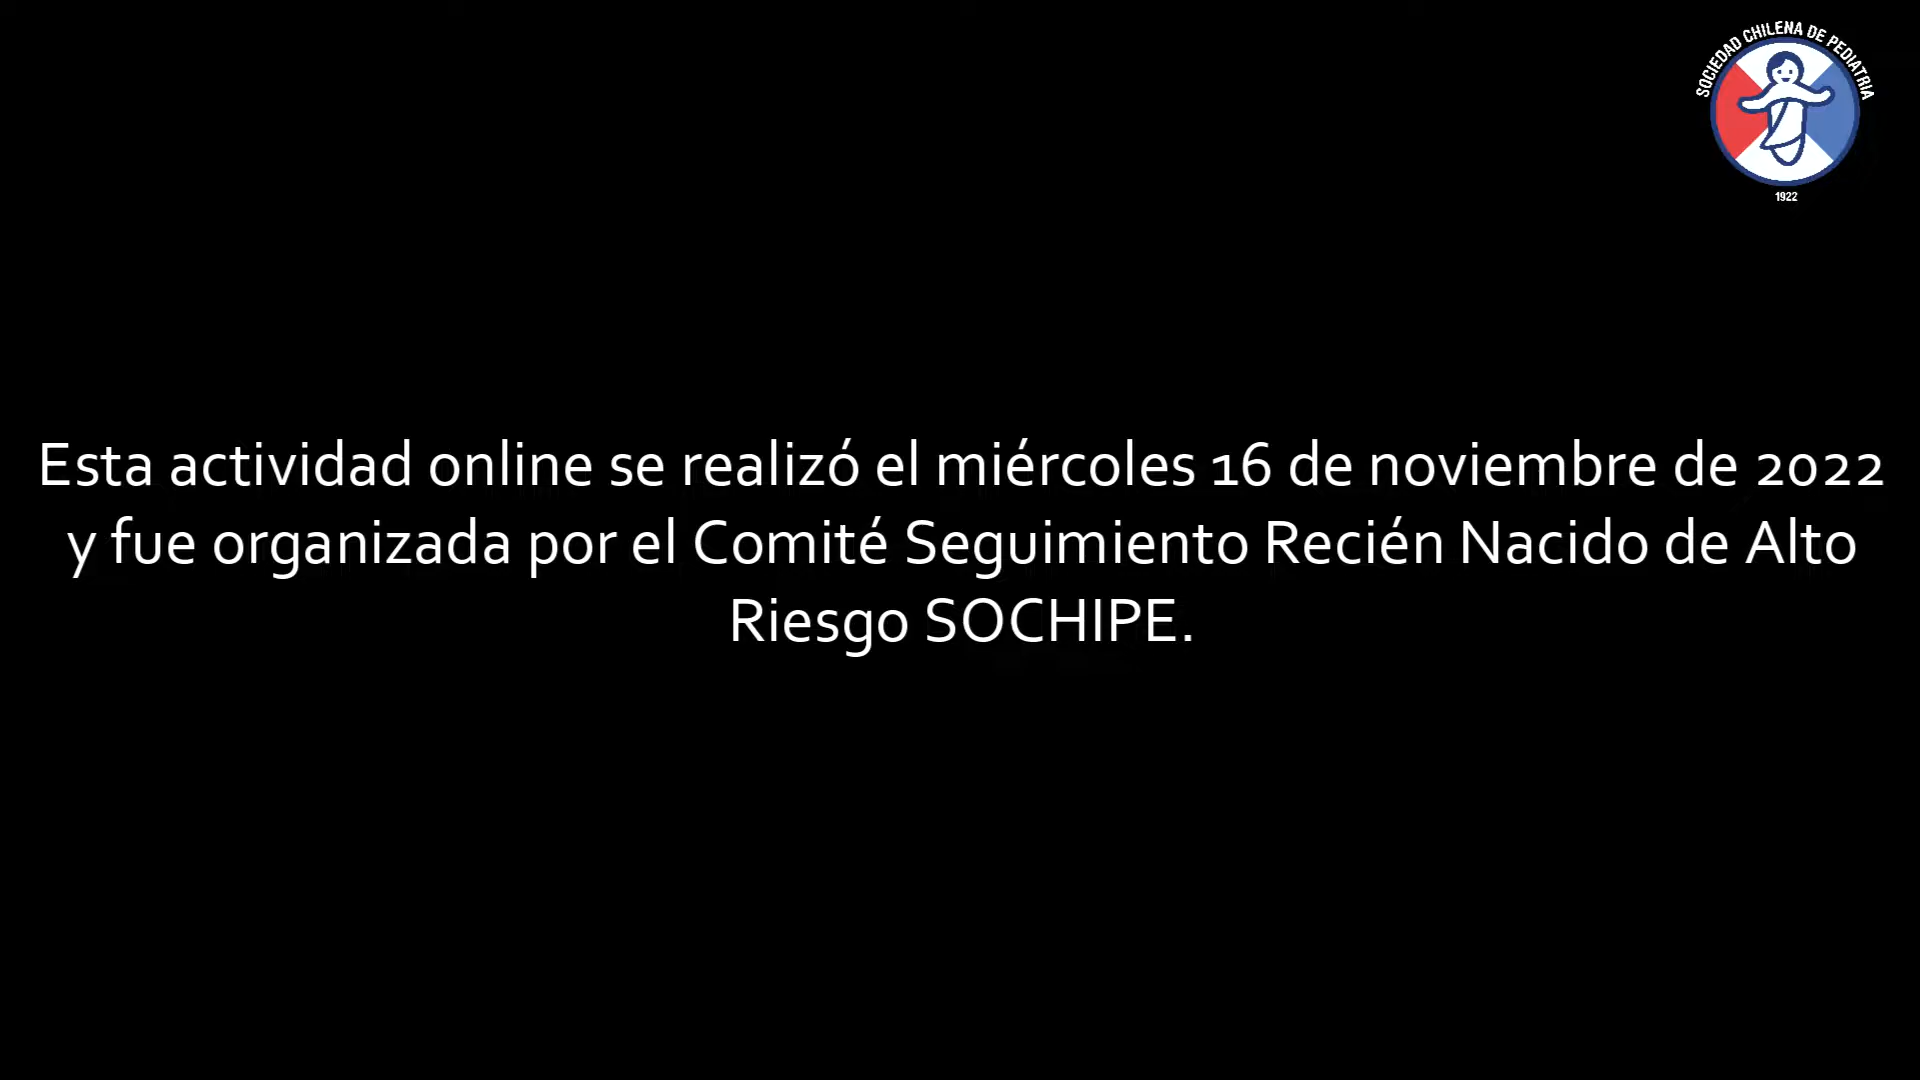 SOCIEDAD CHILENA DE PEDIATRIA
1922
Esta actividad online se realizó el miércoles 16 de noviembre de 2022
y fue organizada por el Comité Seguimiento Recién Nacido de Alto
Riesgo SOCHIPE.